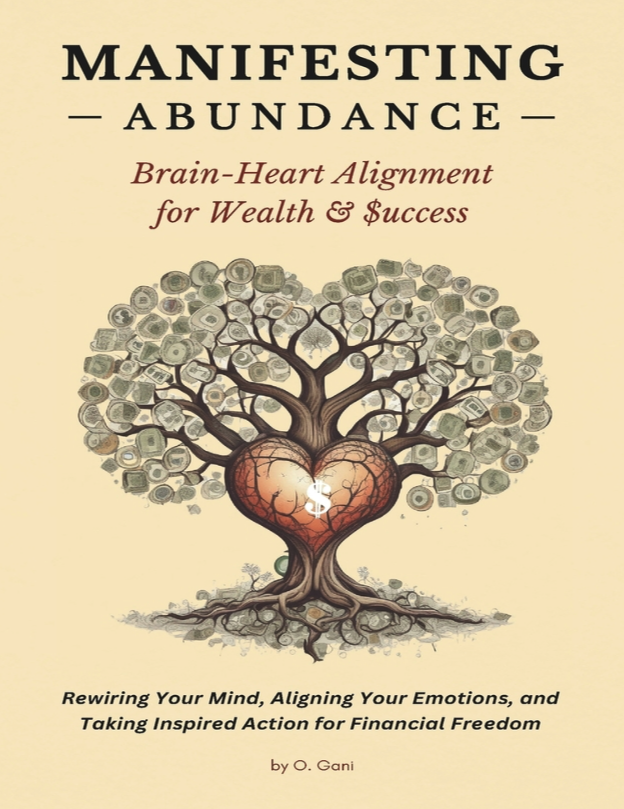 MANIFESTING
— ABUNDANCE —
Brain-Heart Alignment
for Wealth & $uccess
$
Rewiring Your Mind, Aligning Your Emotions, and
Taking Inspired Action for Financial Freedom
by O. Gani